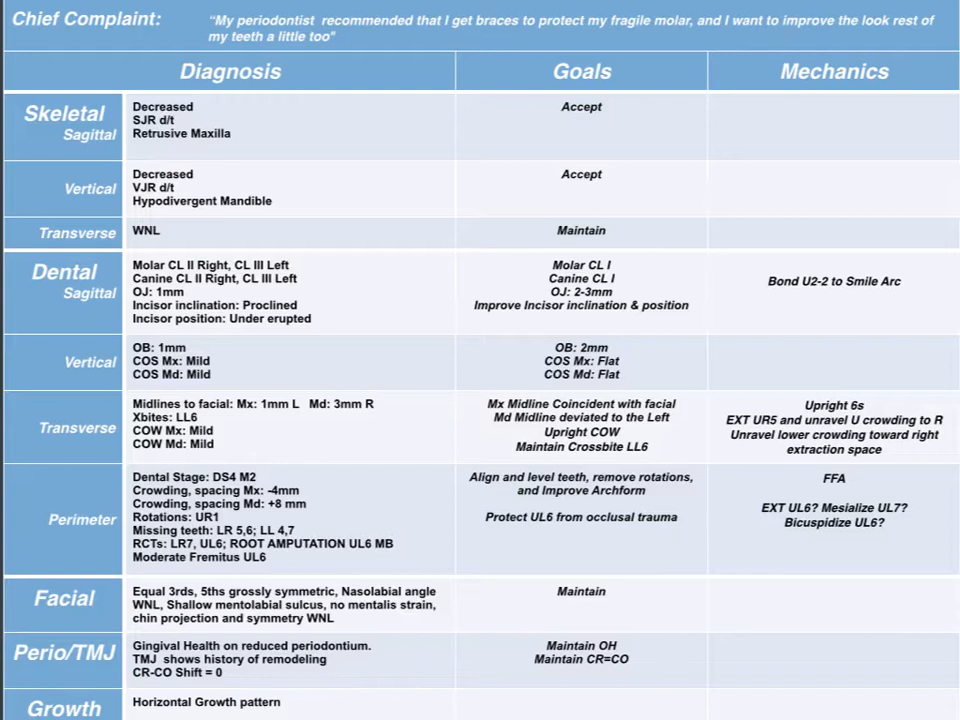 Chief Complaint:
"My periodontist recommended that I get braces to protect my fragile molar, and I want to improve the look rest of
my teeth a little too"
Diagnosis
Goals
Mechanics
Skeletal
Sagittal
Decreased
SJR d/t
Retrusive Maxilla
Accept
Vertical
Decreased
VJR d/t
Hypodivergent Mandible
Accept
Transverse
WNL
Maintain
Dental
Sagittal
Molar CL II Right, CL III Left
Canine CL II Right, CL III Left
OJ: 1mm
Incisor inclination: Proclined
Incisor position: Under erupted
Molar CL I
Canine CL I
OJ: 2-3mm
Improve Incisor inclination & position
Bond U2-2 to Smile Arc
Vertical
OB: 1mm
COS Mx: Mild
COS Md: Mild
OB: 2mm
COS Mx: Flat
COS Md: Flat
Transverse
Midlines to facial: Mx: 1mm L Md: 3mm R
Xbites: LL6
COW Mx: Mild
COW Md: Mild
Mx Midline Coincident with facial
Md Midline deviated to the Left
Upright COW
Maintain Crossbite LL6
Upright 6s
EXT UR5 and unravel U crowding to R
Unravel lower crowding toward right
extraction space
Perimeter
Dental Stage: DS4 M2
Crowding, spacing Mx: -4mm
Crowding, spacing Md: +8 mm
Rotations: UR1
Missing teeth: LR 5,6; LL 4,7
RCTs: LR7, UL6; ROOT AMPUTATION UL6 MB
Moderate Fremitus UL6
Align and level teeth, remove rotations,
and Improve Archform
Protect UL6 from occlusal trauma
FFA
EXT UL6? Mesialize UL7?
Bicuspidize UL6?
Facial
Equal 3rds, 5ths grossly symmetric, Nasolabial angle
WNL, Shallow mentolabial sulcus, no mentalis strain,
chin projection and symmetry WNL
Maintain
Perio/TMJ
Gingival Health on reduced periodontium.
TMJ shows history of remodeling
CR-CO Shift = 0
Maintain OH
Maintain CR=CO
Growth
Horizontal Growth pattern